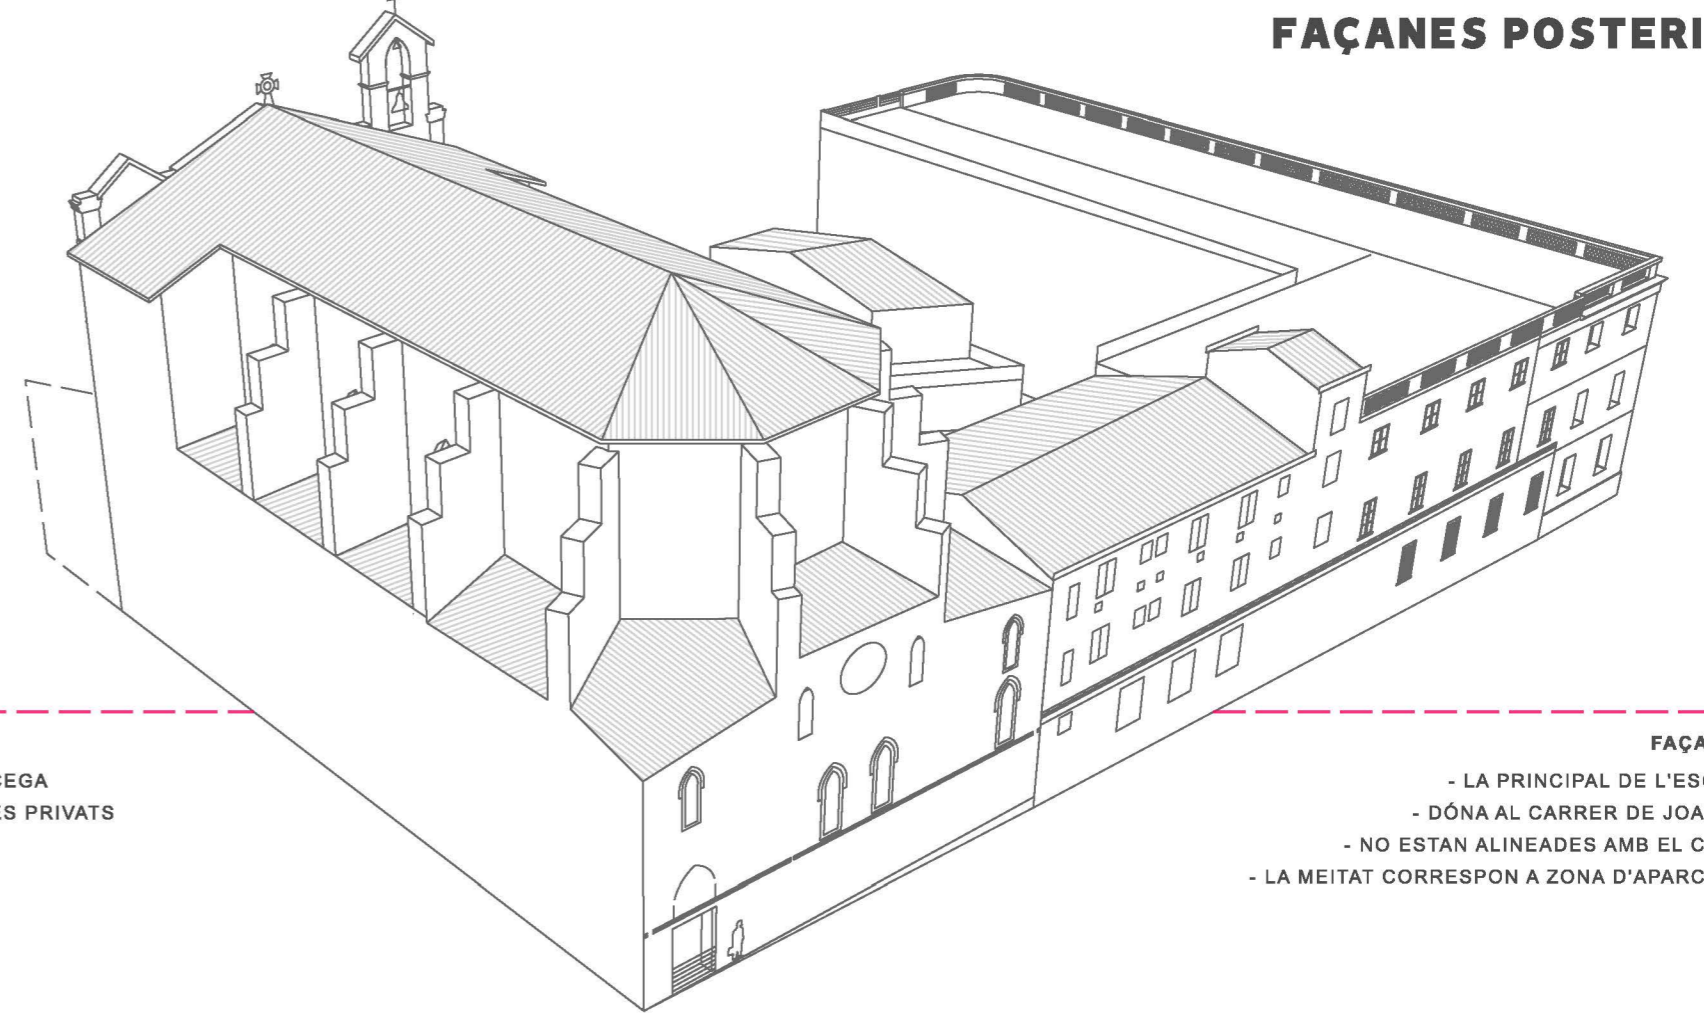 FAÇANES POSTERI
CEGA
ES PRIVATS
FAÇA
- LA PRINCIPAL DE L'ESC
- DÓNA AL CARRER DE JOA
- NO ESTAN ALINEADES AMB EL C
- LA MEITAT CORRESPON A ZONA D'APARC